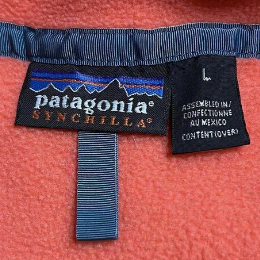 patagonia®
SYNCHILLA®
L
ASSEMBLED IN/
CONFECTIONNE
AU MEXICO
CONTENT (OVER)